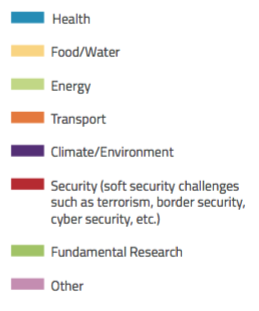 Health
Food/Water
Energy
Transport
Climate/Environment
Security (soft security challenges
such as terrorism, border security,
cyber security, etc.)
Fundamental Research
Other